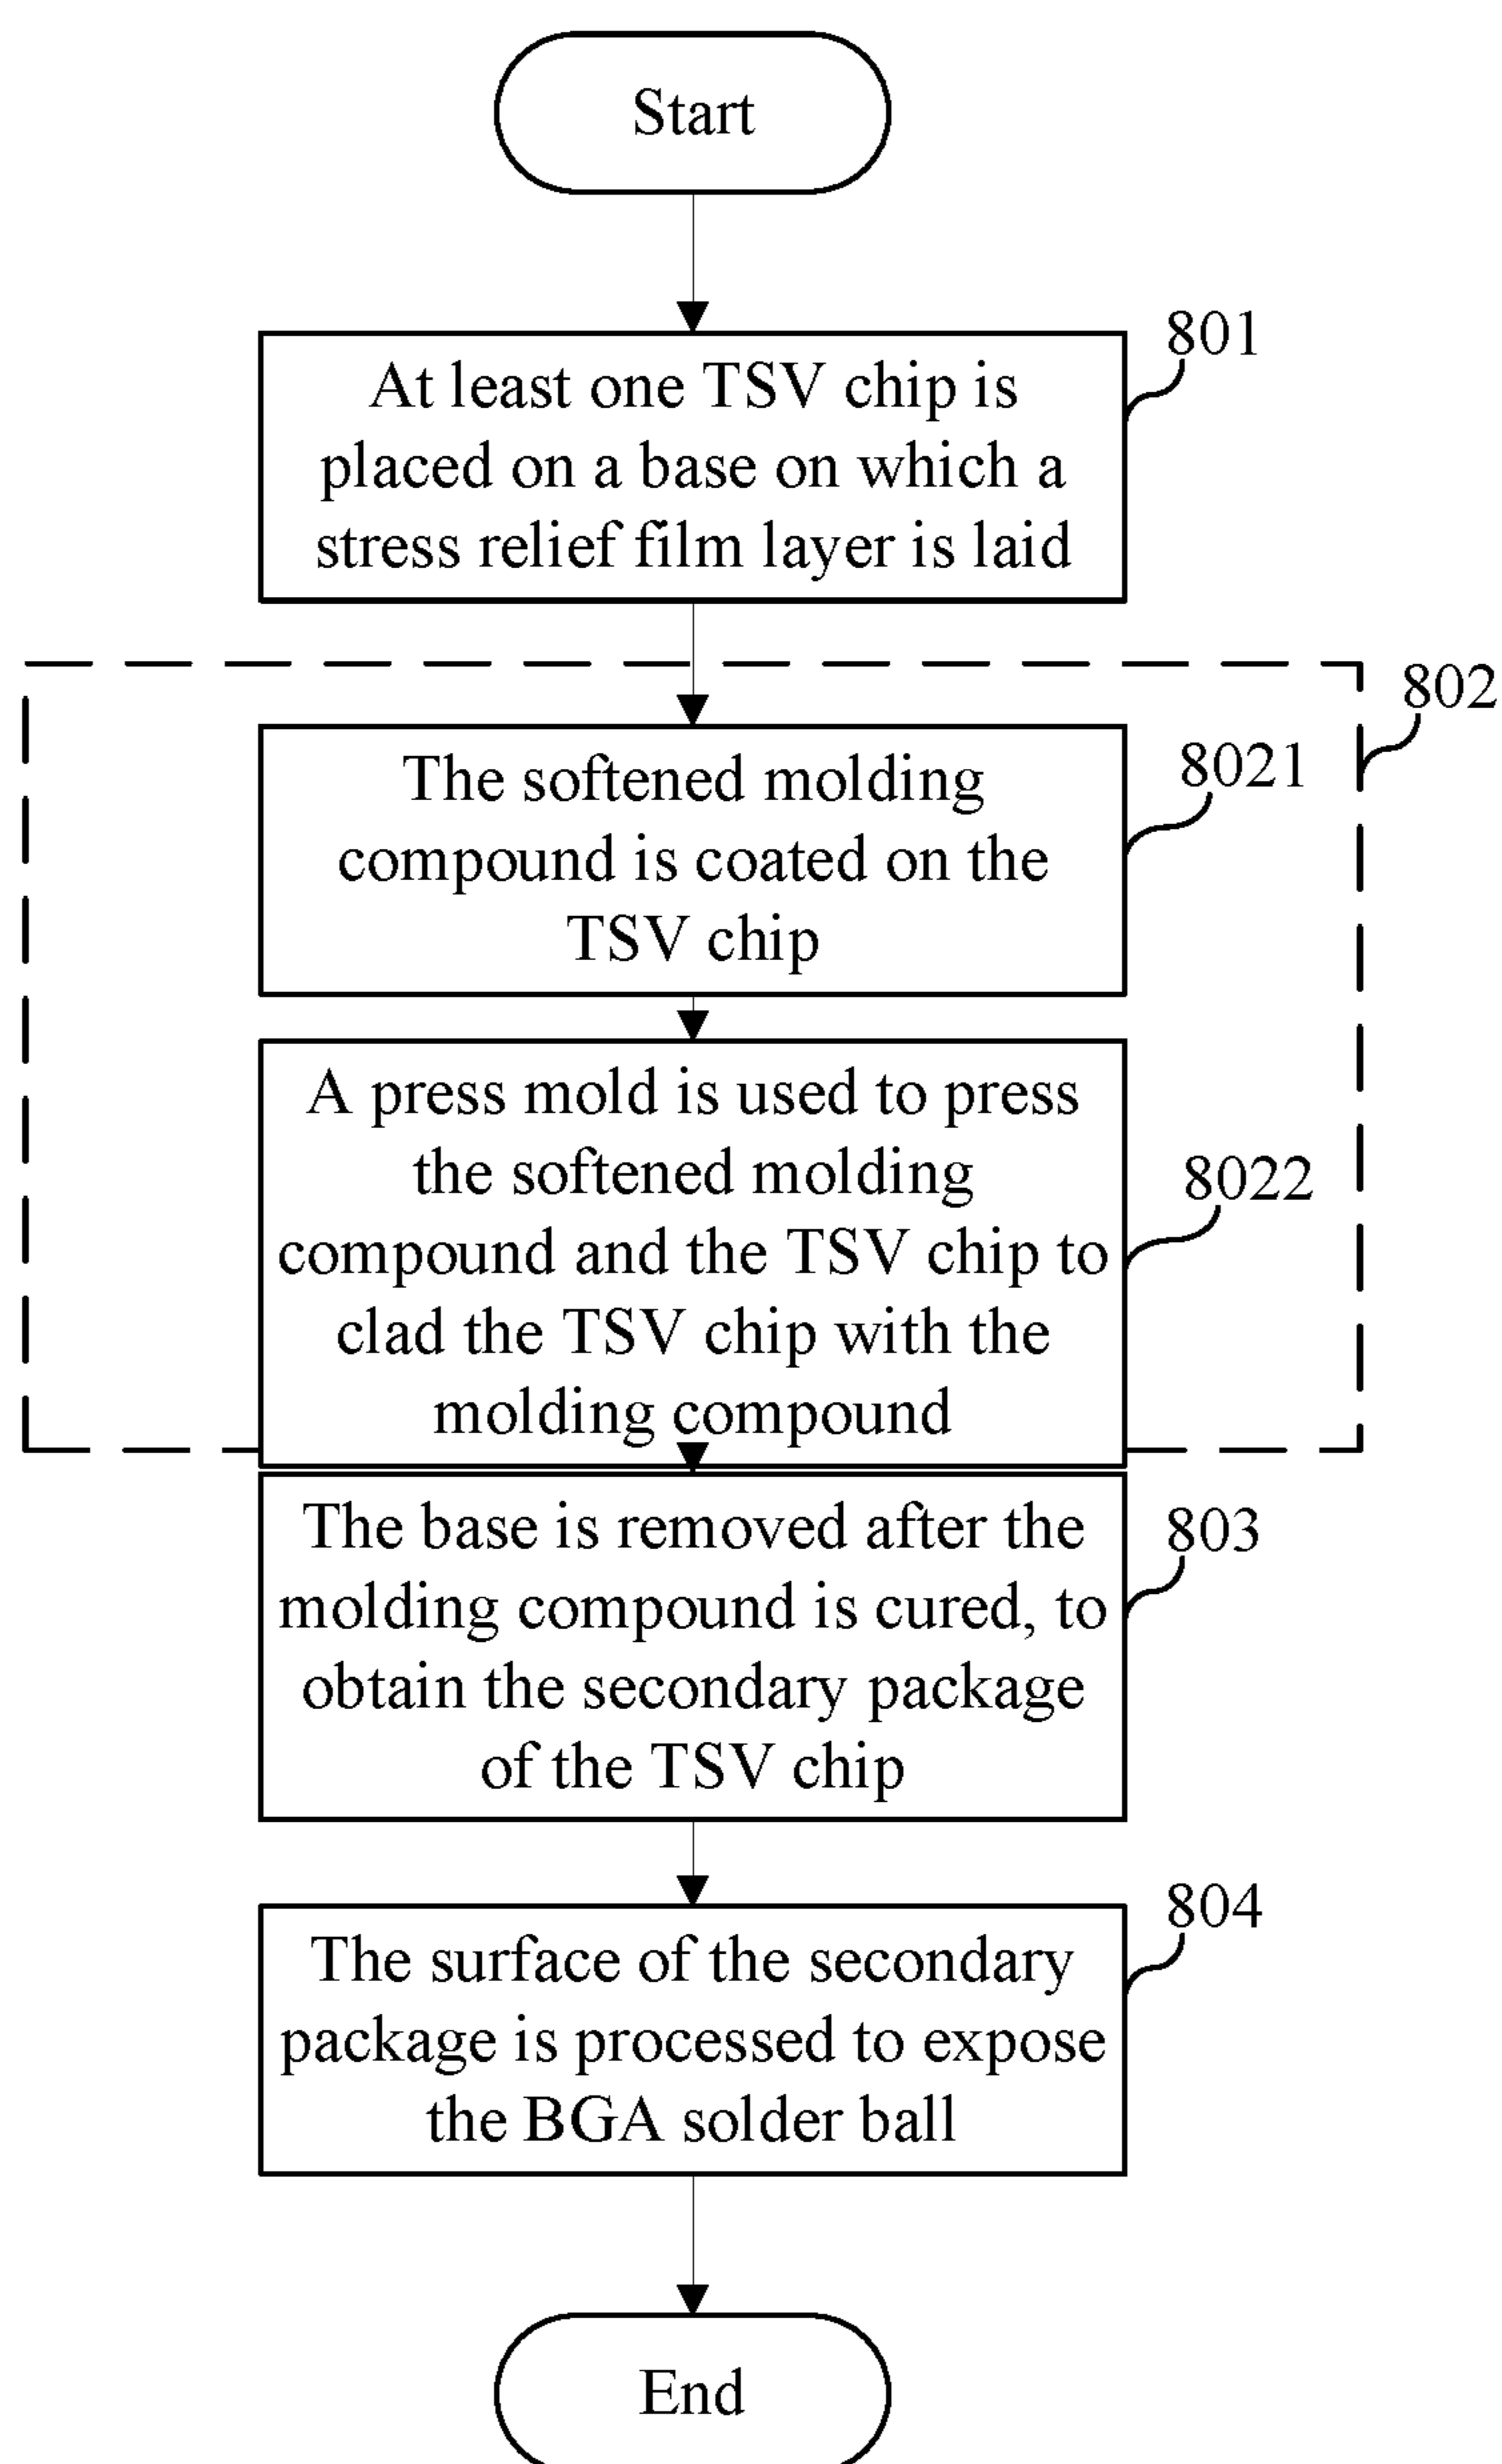 Start
801
At least one TSV chip is
placed on a base on which a
stress relief film layer is laid
802
8021
The softened molding
compound is coated on the
TSV chip
8022
A press mold is used to press
the softened molding
compound and the TSV chip to
clad the TSV chip with the
molding compound
803
The base is removed after the
molding compound is cured, to
obtain the secondary package
of the TSV chip
804
The surface of the secondary
package is processed to expose
the BGA solder ball
End